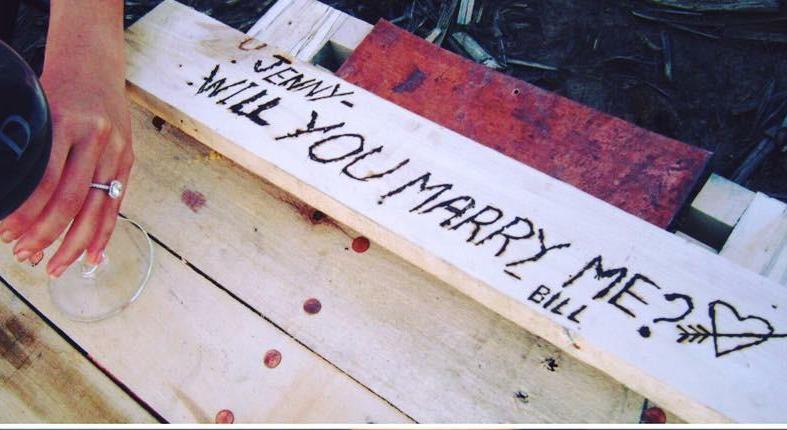 JENNY-
WILL YOU MARRY ME?
- BILL
D